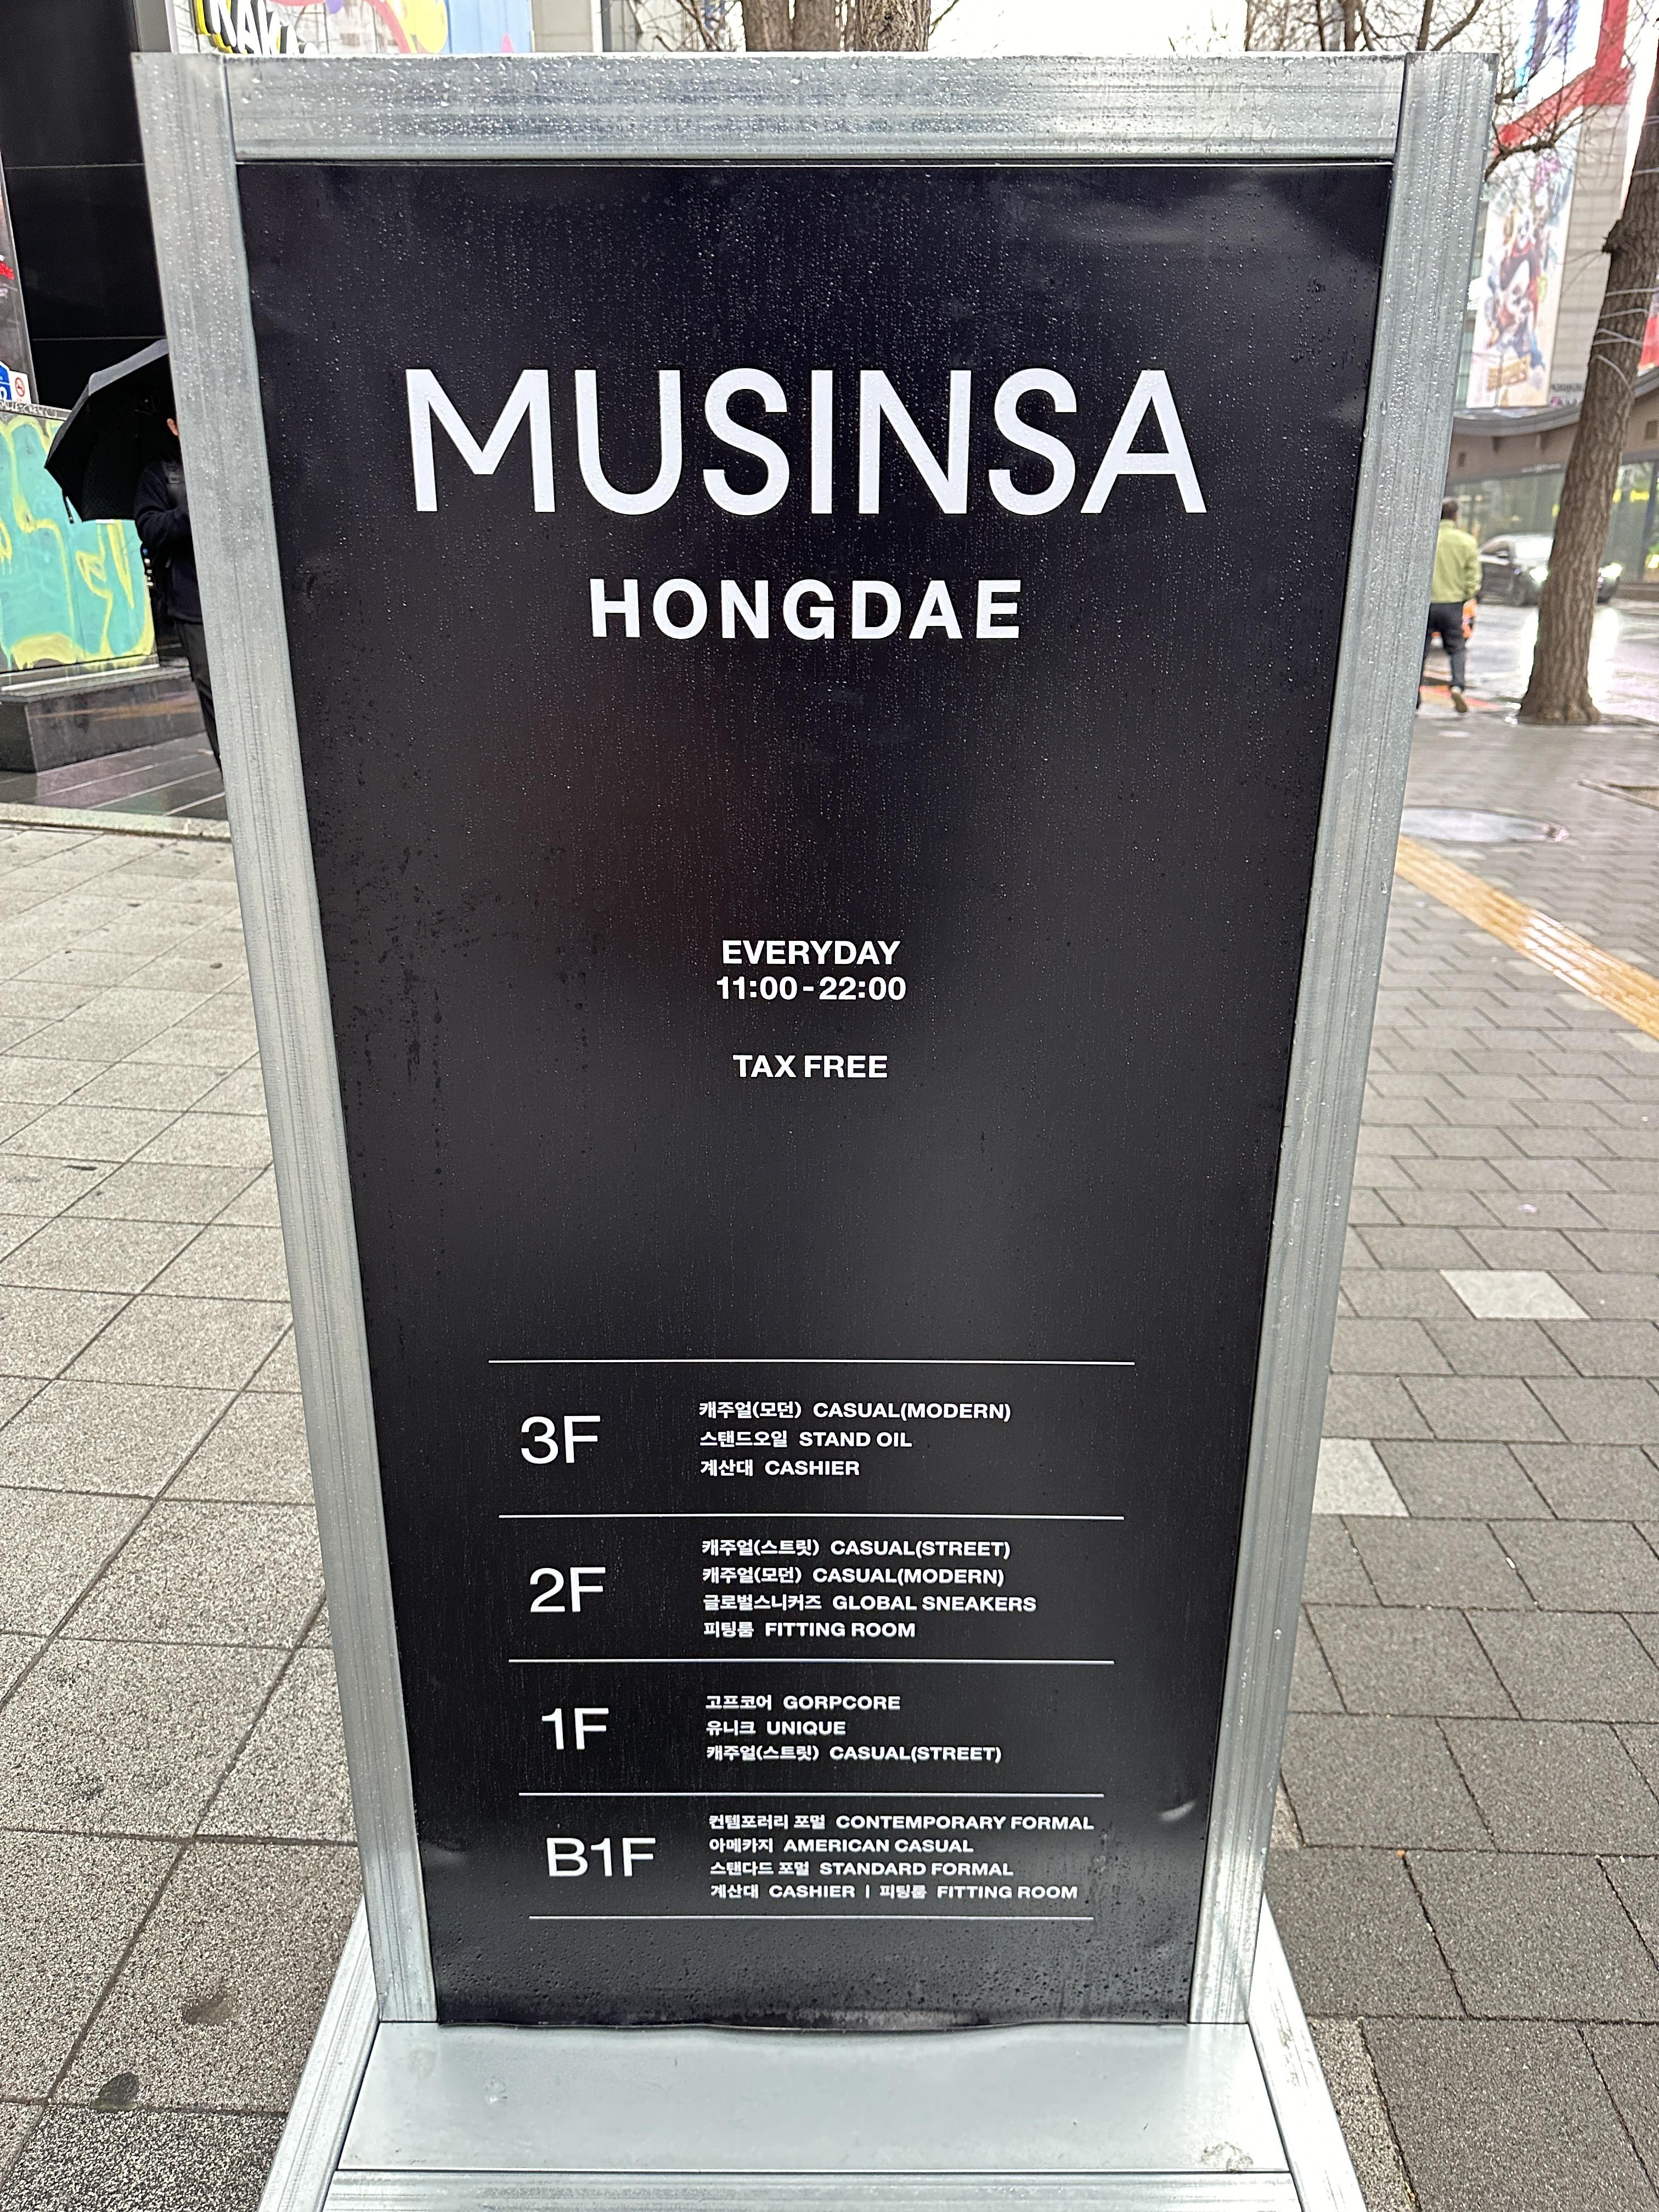 MUSINSA
HONGDAE
EVERYDAY
11:00 - 22:00
TAX FREE
3F
캐주얼(모던) CASUAL(MODERN)
스탠드오일 STAND OIL
계산대 CASHIER
2F
캐주얼(스트릿) CASUAL(STREET)
캐주얼(모던) CASUAL(MODERN)
글로벌스니커즈 GLOBAL SNEAKERS
피팅룸 FITTING ROOM
1F
고프코어 GORPCORE
유니크 UNIQUE
캐주얼(스트릿) CASUAL(STREET)
B1F
컨템포러리 포멀 CONTEMPORARY FORMAL
아메카지 AMERICAN CASUAL
스탠다드 포멀 STANDARD FORMAL
계산대 CASHIER | 피팅룸 FITTING ROOM